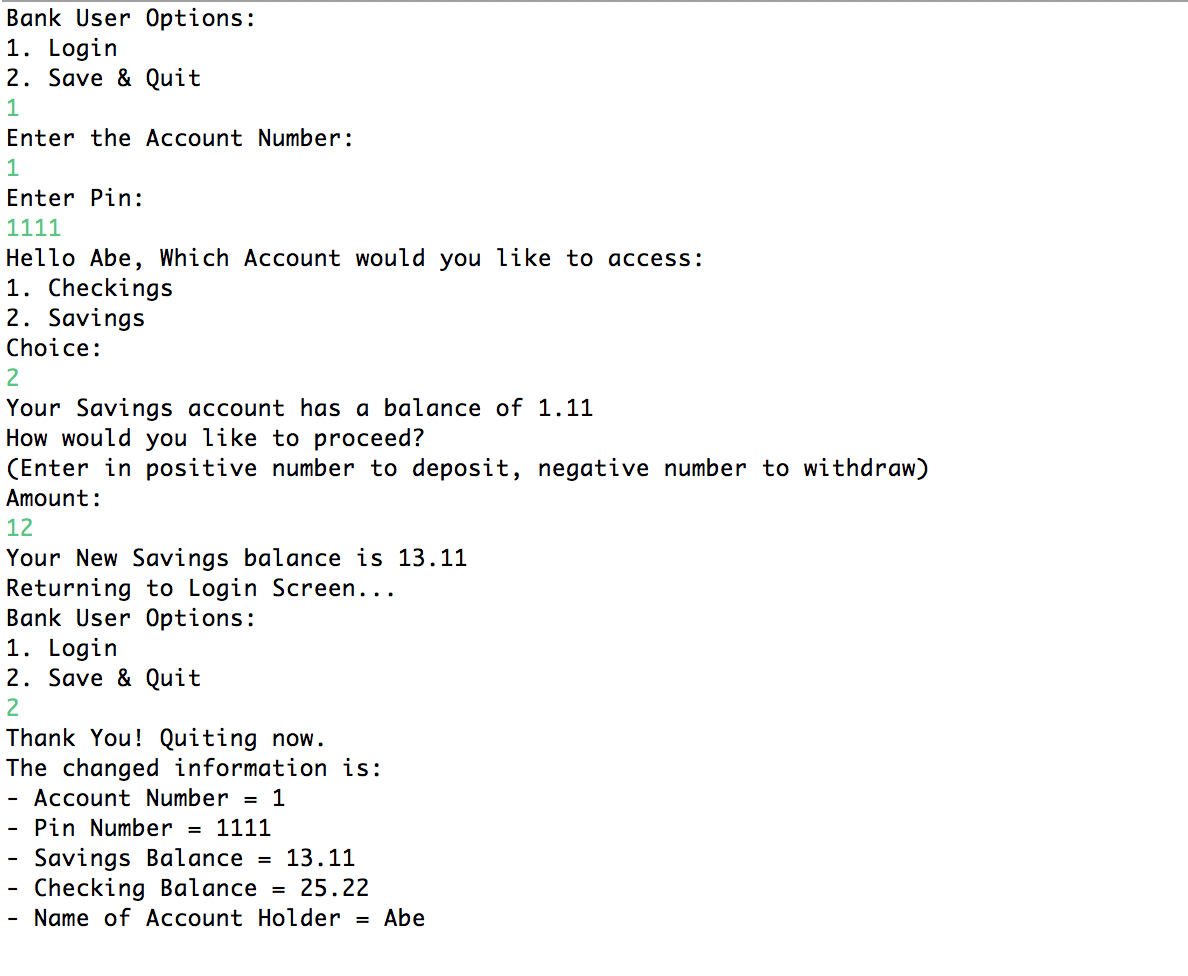 Bank User Options:
1. Login
2. Save & Quit
1
Enter the Account Number:
1
Enter Pin:
1111
Hello Abe, Which Account would you like to access:
1. Checkings
2. Savings
Choice:
2
Your Savings account has a balance of 1.11
How would you like to proceed?
(Enter in positive number to deposit, negative number to withdraw)
Amount:
12
Your New Savings balance is 13.11
Returning to Login Screen...
Bank User Options:
1. Login
2. Save & Quit
2
Thank You! Quiting now.
The changed information is:
- Account Number = 1
- Pin Number = 1111
- Savings Balance = 13.11
- Checking Balance = 25.22
- Name of Account Holder = Abe